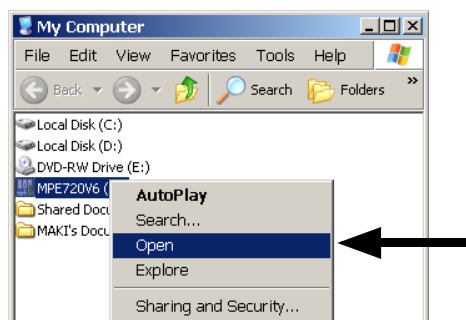 My Computer
File Edit View Favorites Tools Help
Back Search Folders »
Local Disk (C:)
Local Disk (D:)
DVD-RW Drive (E:)
MPE720V6 (
Shared Docu
MAKI's Docu
AutoPlay
Search...
Open
Explore
Sharing and Security...